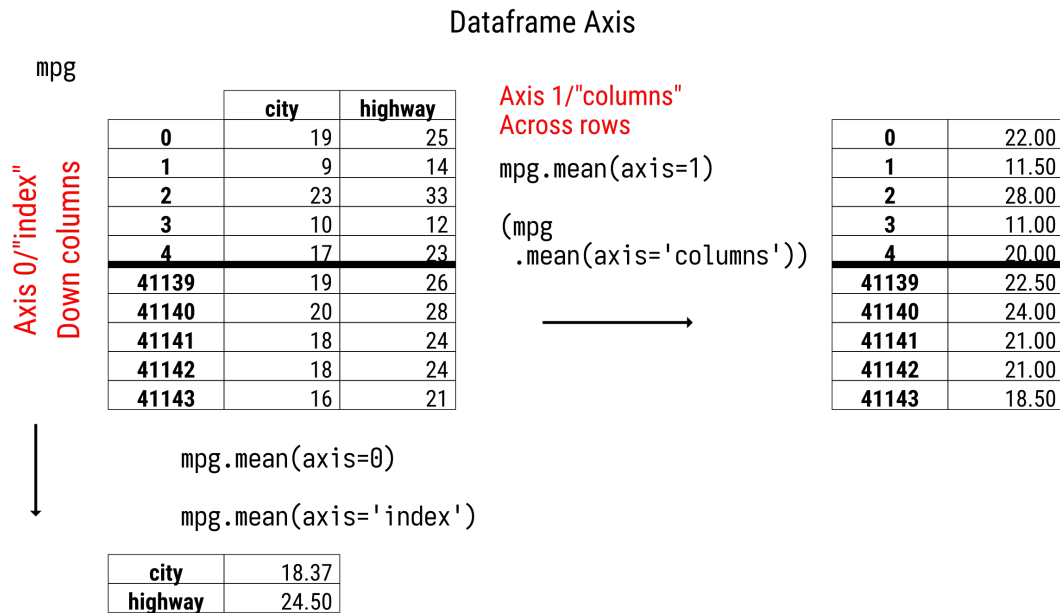 Dataframe Axis
mpg
city highway
0 19 25
1 9 14
2 23 33
3 10 12
4 17 23
41139 19 26
41140 20 28
41141 18 24
41142 18 24
41143 16 21
Axis 0/"index"
Down columns
Axis 1/"columns"
Across rows
mpg.mean(axis=1)
(mpg
.mean(axis='columns'))
0 22.00
1 11.50
2 28.00
3 11.00
4 20.00
41139 22.50
41140 24.00
41141 21.00
41142 21.00
41143 18.50
mpg.mean(axis=0)
mpg.mean(axis='index')
city 18.37
highway 24.50